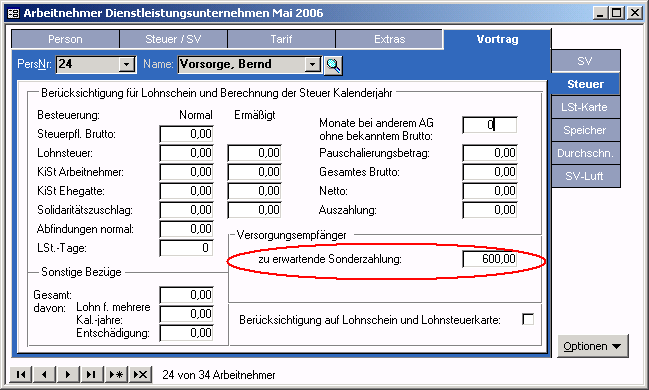 Arbeitnehmer Dienstleistungsunternehmen Mai 2006
Person Steuer / SV Tarif Extras Vortrag
PersNr: 24 Name: Vorsorge, Bernd
SV
Steuer
LSt-Karte
Speicher
Durchschn.
SV-Luft
Berücksichtigung für Lohnschein und Berechnung der Steuer Kalenderjahr
Besteuerung: Normal Ermäßigt
Steuerpfl. Brutto: 0,00
Lohnsteuer: 0,00 0,00
KiSt Arbeitnehmer: 0,00 0,00
KiSt Ehegatte: 0,00 0,00
Solidaritätszuschlag: 0,00 0,00
Abfindungen normal: 0,00
LSt.-Tage: 0
Monate bei anderem AG
ohne bekanntem Brutto: 0
Pauschalierungsbetrag: 0,00
Gesamtes Brutto: 0,00
Netto: 0,00
Auszahlung: 0,00
Versorgungsempfänger
zu erwartende Sonderzahlung: 600,00
Sonstige Bezüge
Gesamt: 0,00
davon: Lohn f. mehrere
Kal.-jahre: 0,00
Entschädigung: 0,00
Berücksichtigung auf Lohnschein und Lohnsteuerkarte:
Optionen
24 von 34 Arbeitnehmer